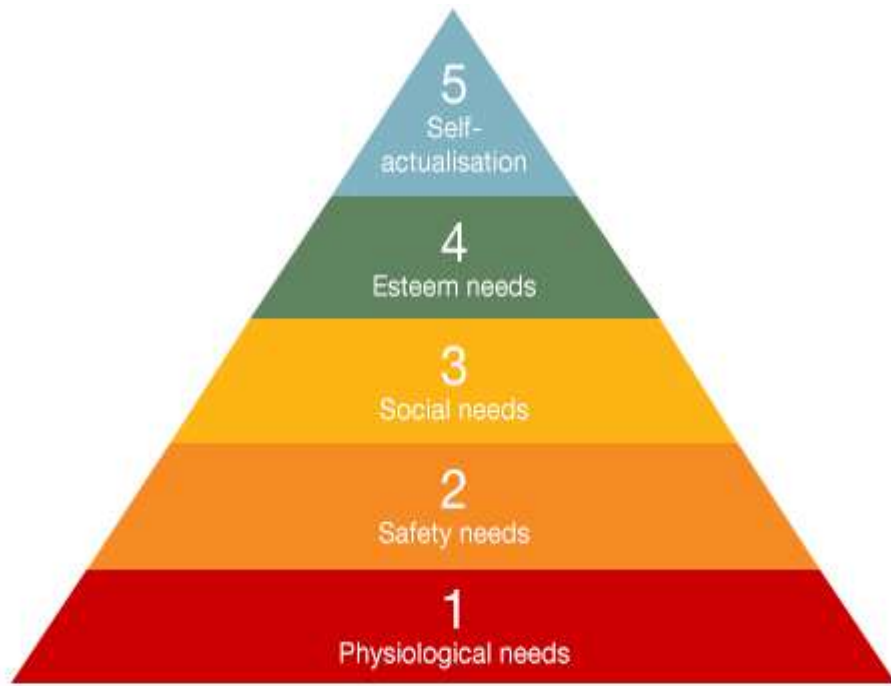 5
Self-
actualisation
4
Esteem needs
3
Social needs
2
Safety needs
1
Physiological needs